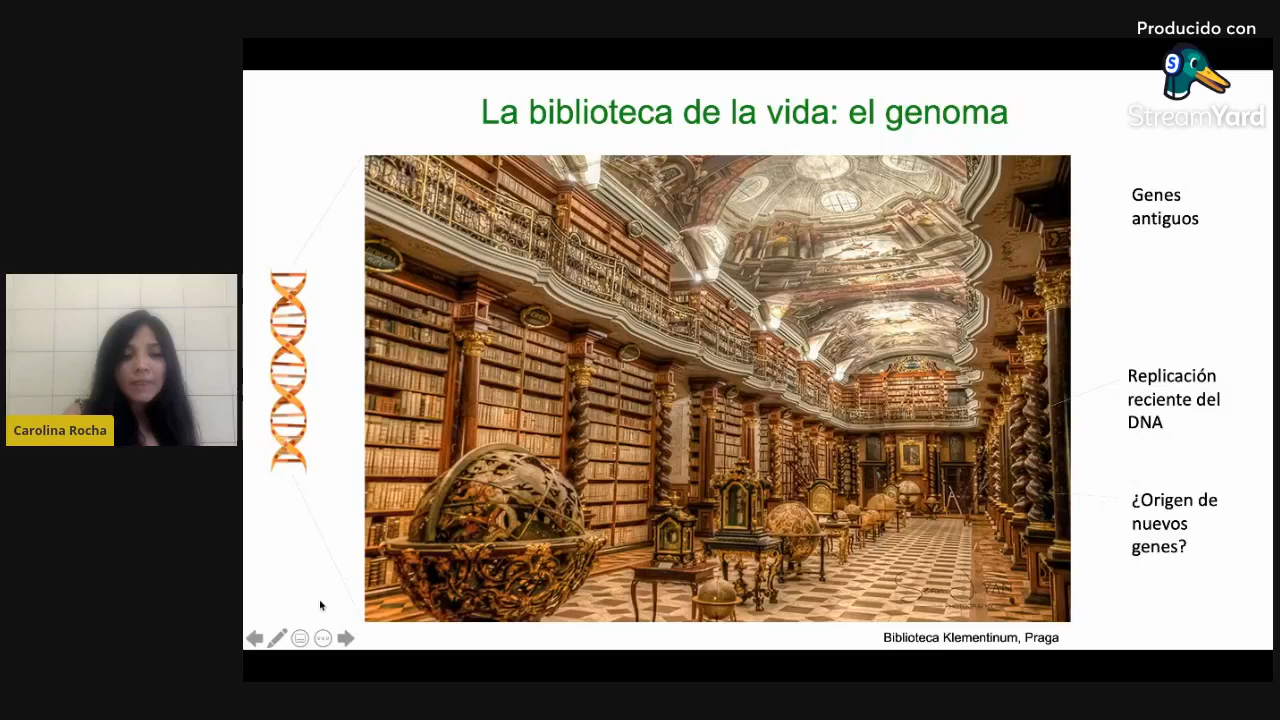 Producido con
StreamYard
La biblioteca de la vida: el genoma
Genes
antiguos
Replicación
reciente del
DNA
¿Origen de
nuevos
genes?
Carolina Rocha
Biblioteca Klementinum, Praga